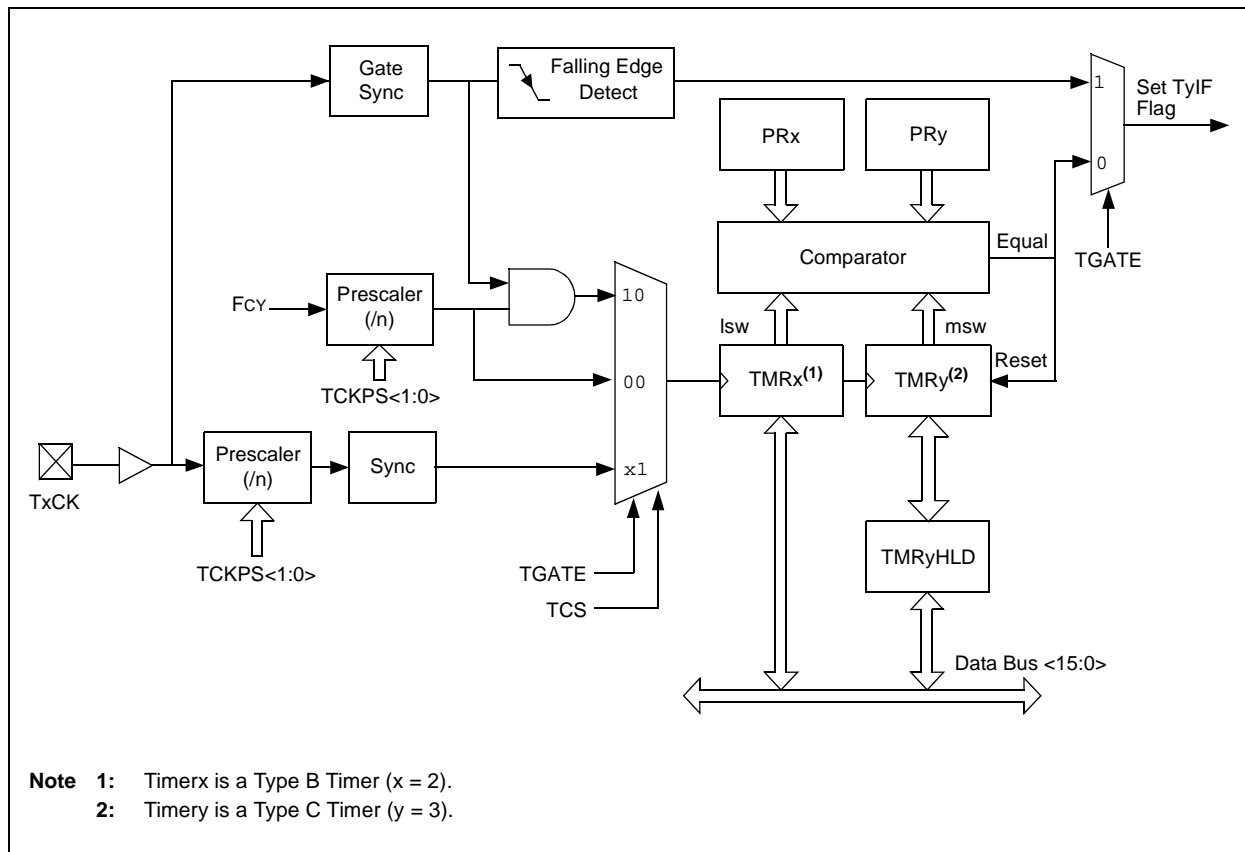 Gate
Sync
Falling Edge
Detect
1
Set TyIF
Flag
PRx
PRy
0
Comparator
Equal
TGATE
FCY
Prescaler
(/n)
10
lsw
msw
TCKPS<1:0>
00
TMRx(1)
TMRy(2)
Reset
TxCK
Prescaler
(/n)
Sync
x1
TCKPS<1:0>
TGATE
TCS
TMRyHLD
Data Bus <15:0>
Note 1: Timerx is a Type B Timer (x = 2).
2: Timery is a Type C Timer (y = 3).